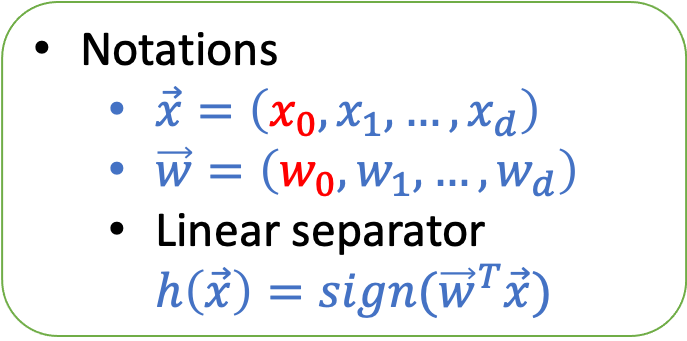 • Notations
• x⃗ = (x₀, x₁, …, x_d)
• w⃗ = (w₀, w₁, …, w_d)
• Linear separator
h(x⃗) = sign(w⃗ᵀx⃗)